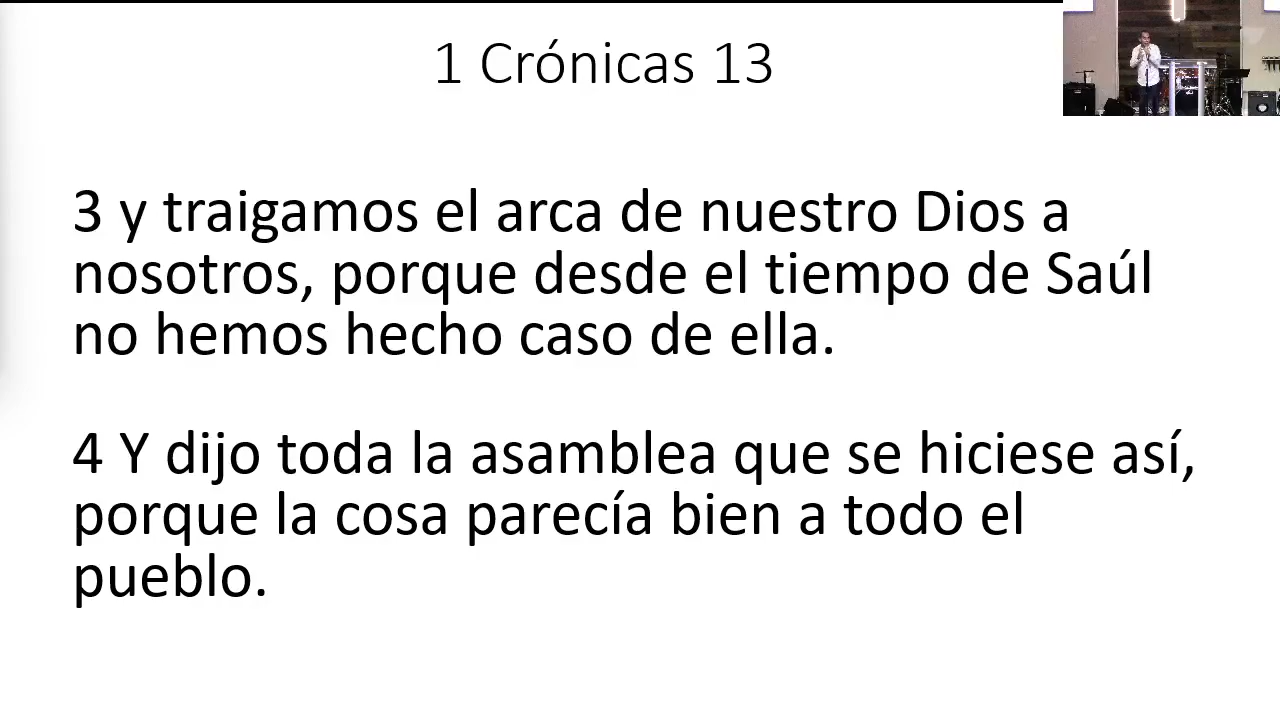 1 Crónicas 13
3 y traigamos el arca de nuestro Dios a
nosotros, porque desde el tiempo de Saúl
no hemos hecho caso de ella.
4 Y dijo toda la asamblea que se hiciese así,
porque la cosa parecía bien a todo el
pueblo.